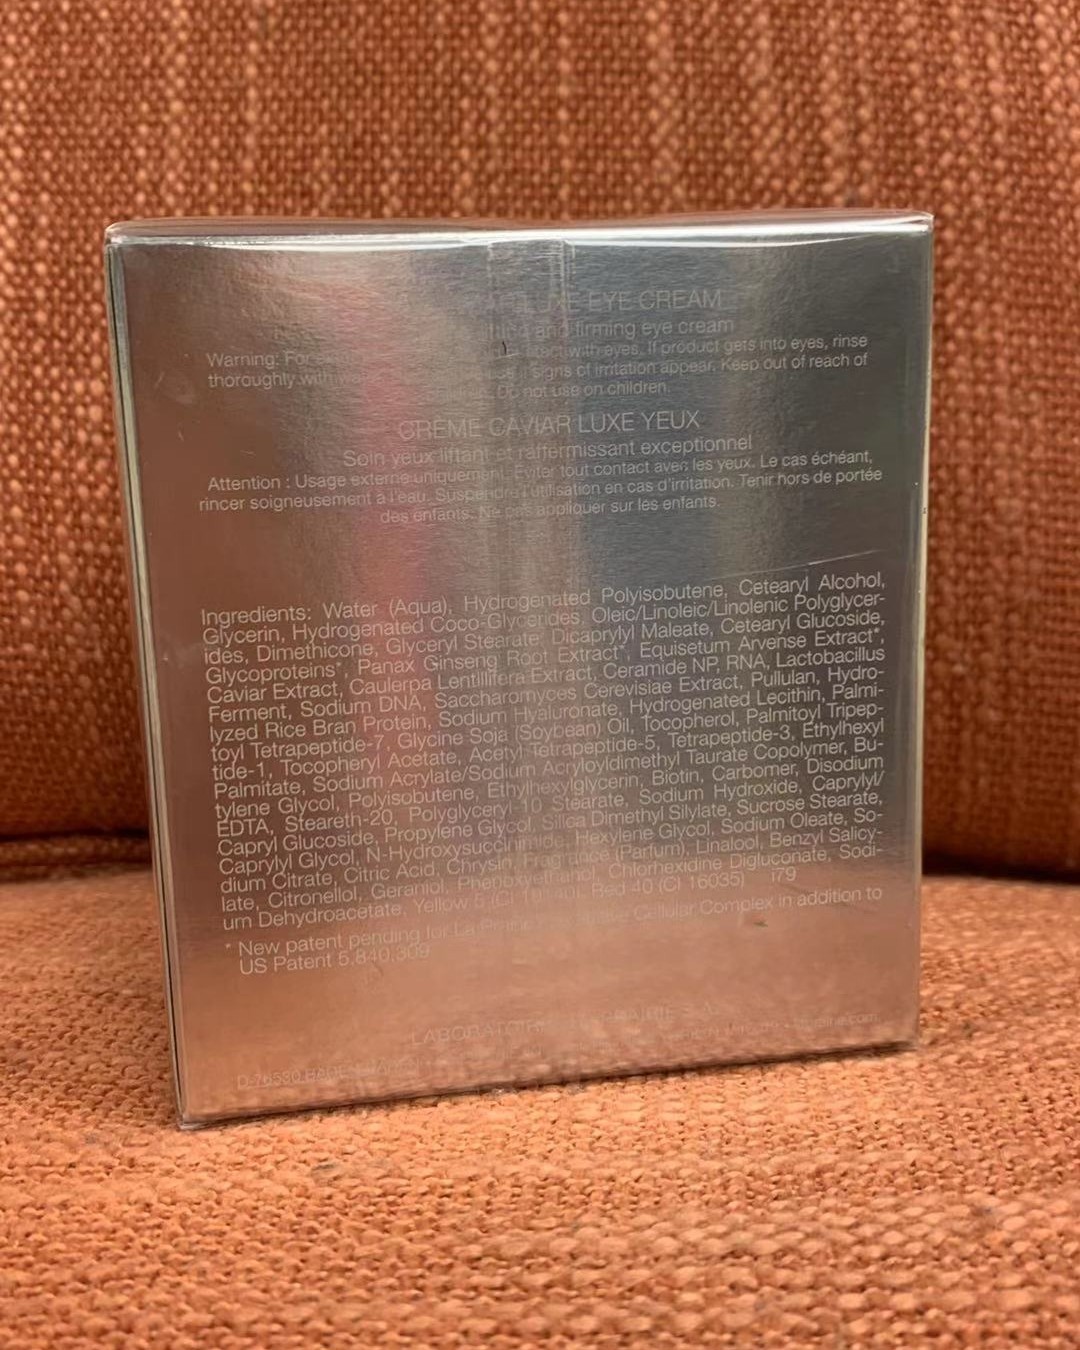 LUXE EYE CREAM
and firming eye cream
Warning: For with eyes. If product gets into eyes, rinse
thoroughly with signs of irritation appear. Keep out of reach of
Do not use on children.
CREME CAVIAR LUXE YEUX
Soin yeux liftant et raffermissant exceptionnel
Attention : Usage externe uniquement. Eviter tout contact avec les yeux. Le cas échéant,
rincer soigneusement à l'eau. Suspendre l'utilisation en cas d'irritation. Tenir hors de portée
des enfants. Ne pas appliquer sur les enfants.
Ingredients: Water (Aqua), Hydrogenated Polyisobutene, Cetearyl Alcohol,
Glycerin, Hydrogenated Coco-Glycerides, Oleic/Linoleic/Linolenic Polyglycer-
ides, Dimethicone, Glyceryl Stearate, Dicaprylyl Maleate, Cetearyl Glucoside,
Glycoproteins*, Panax Ginseng Root Extract*, Equisetum Arvense Extract*,
Caviar Extract, Caulerpa Lentillifera Extract, Ceramide NP, RNA, Lactobacillus
Ferment, Sodium DNA, Saccharomyces Cerevisiae Extract, Pullulan, Hydro-
lyzed Rice Bran Protein, Sodium Hyaluronate, Hydrogenated Lecithin, Palmi-
toyl Tetrapeptide-7, Glycine Soja (Soybean) Oil, Tocopherol, Palmitoyl Tripep-
tide-1, Tocopheryl Acetate, Acetyl Tetrapeptide-5, Tetrapeptide-3, Ethylhexyl
Palmitate, Sodium Acrylate/Sodium Acryloyldimethyl Taurate Copolymer, Bu-
tylene Glycol, Polyisobutene, Ethylhexylglycerin, Biotin, Carbomer, Disodium
EDTA, Steareth-20, Polyglyceryl-10 Stearate, Sodium Hydroxide, Caprylyl/
Capryl Glucoside, Propylene Glycol, Silica Dimethyl Silylate, Sucrose Stearate,
Caprylyl Glycol, N-Hydroxysuccinimide, Hexylene Glycol, Sodium Oleate, So-
dium Citrate, Citric Acid, Chrysin, Fragrance (Parfum), Linalool, Benzyl Salicy-
late, Citronellol, Geraniol, Phenoxyethanol, Chlorhexidine Digluconate, Sodi-
um Dehydroacetate, Yellow 5 (CI Red 40 (CI 16035) i79
* New patent pending for La Prairie Cellular Complex in addition to
US Patent 5,840,309
LABORATOIRES
D-76530 BADEN-BADEN